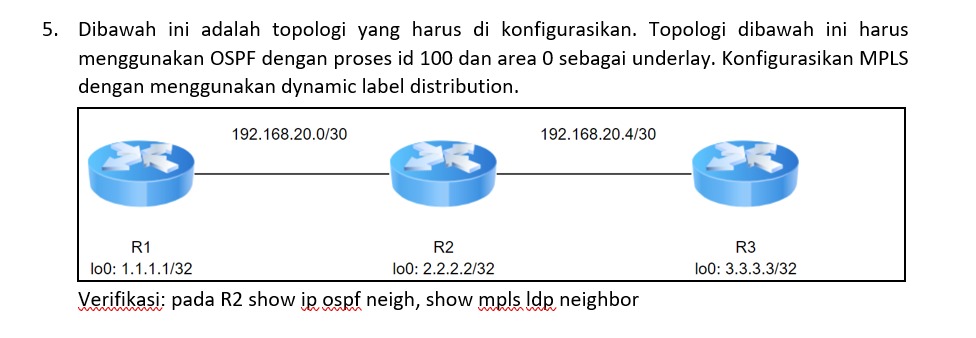 5. Dibawah ini adalah topologi yang harus di konfigurasikan. Topologi dibawah ini harus
menggunakan OSPF dengan proses id 100 dan area 0 sebagai underlay. Konfigurasikan MPLS
dengan menggunakan dynamic label distribution.
192.168.20.0/30 192.168.20.4/30
R1 R2 R3
lo0: 1.1.1.1/32 lo0: 2.2.2.2/32 lo0: 3.3.3.3/32
Verifikasi: pada R2 show ip ospf neigh, show mpls ldp neighbor